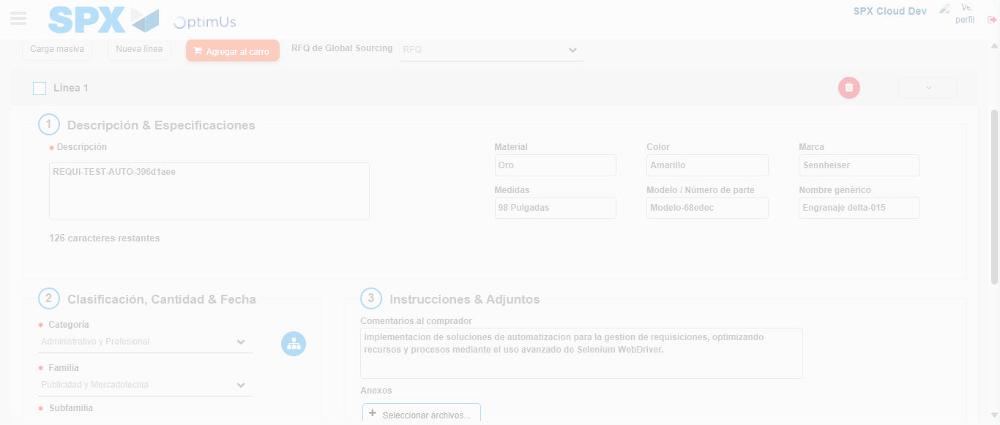 SPX
OptimUs
SPX Cloud Dev
Ve
perfil
Carga masiva
Nueva línea
Agregar al carro
RFQ de Global Sourcing
RFQ
Línea 1
1 Descripción & Especificaciones
* Descripción
REQUI-TEST-AUTO-396d1aee
126 caracteres restantes
Material
Color
Marca
Oro
Amarillo
Sennheiser
Medidas
Modelo / Número de parte
Nombre genérico
98 Pulgadas
Modelo-68edec
Engranaje delta-015
2 Clasificación, Cantidad & Fecha
* Categoría
Administrativo y Profesional
* Familia
Publicidad y Mercadotecnia
* Subfamilia
3 Instrucciones & Adjuntos
Comentarios al comprador
Implementacion de soluciones de automatizacion para la gestion de requisiciones, optimizando
recursos y procesos mediante el uso avanzado de Selenium WebDriver.
Anexos
+ Seleccionar archivos...